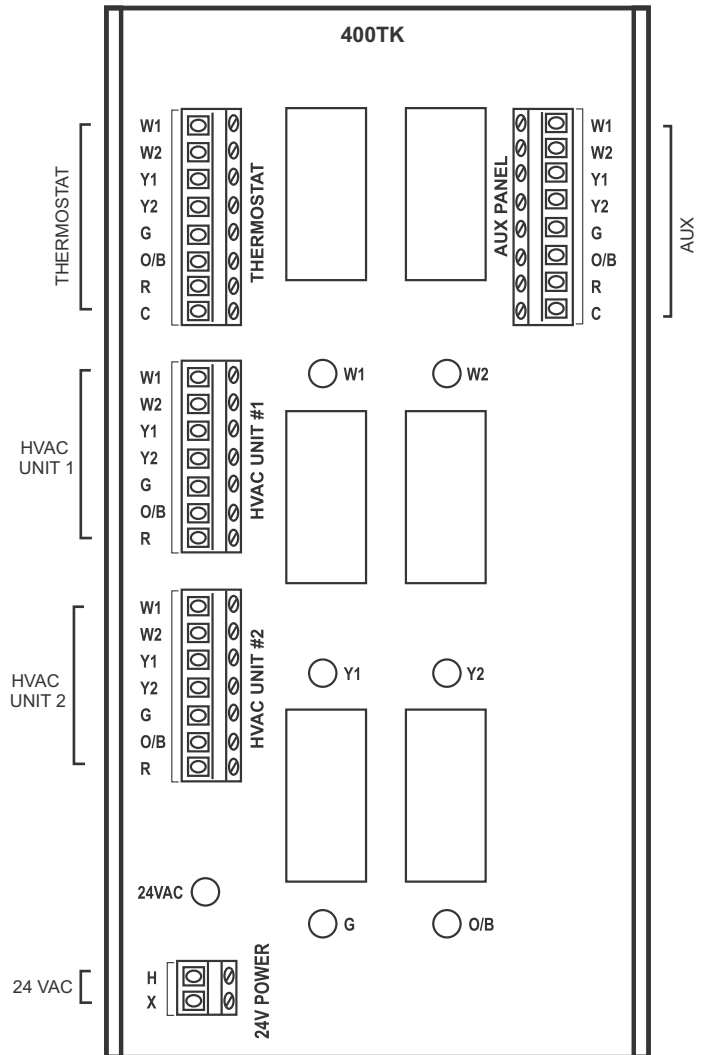 400TK
THERMOSTAT
W1
W2
Y1
Y2
G
O/B
R
C
THERMOSTAT
AUX PANEL
W1
W2
Y1
Y2
G
O/B
R
C
AUX
HVAC
UNIT 1
W1
W2
Y1
Y2
G
O/B
R
HVAC UNIT #1
W1
W2
HVAC
UNIT 2
W1
W2
Y1
Y2
G
O/B
R
HVAC UNIT #2
Y1
Y2
24VAC
G
O/B
24 VAC
H
X
24V POWER